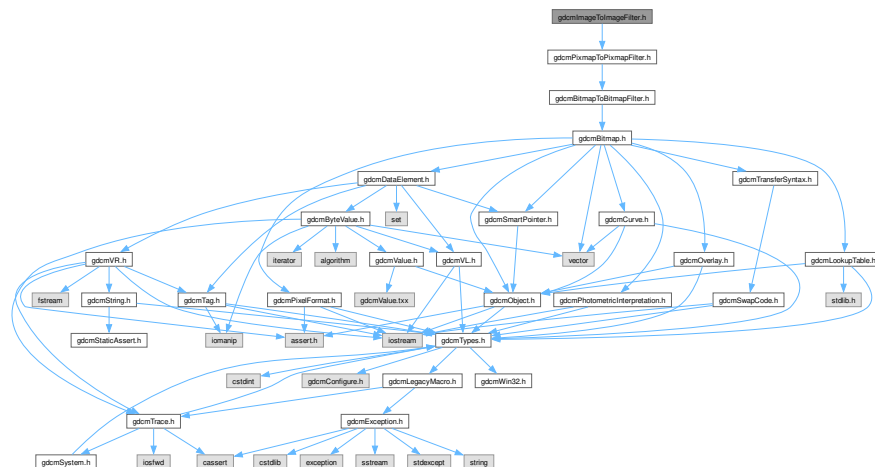 gdcmImageToImageFilter.h
gdcmPixmapToPixmapFilter.h
gdcmBitmapToBitmapFilter.h
gdcmBitmap.h
gdcmDataElement.h
gdcmTransferSyntax.h
gdcmByteValue.h
set
gdcmSmartPointer.h
gdcmCurve.h
gdcmVR.h
iterator
algorithm
gdcmValue.h
gdcmVL.h
vector
gdcmOverlay.h
gdcmLookupTable.h
fstream
gdcmString.h
gdcmTag.h
gdcmPixelFormat.h
gdcmValue.txx
gdcmObject.h
gdcmPhotometricInterpretation.h
gdcmSwapCode.h
stdlib.h
gdcmStaticAssert.h
iomanip
assert.h
iostream
gdcmTypes.h
cstdint
gdcmConfigure.h
gdcmLegacyMacro.h
gdcmWin32.h
gdcmTrace.h
gdcmException.h
gdcmSystem.h
iosfwd
cassert
cstdlib
exception
sstream
stdexcept
string